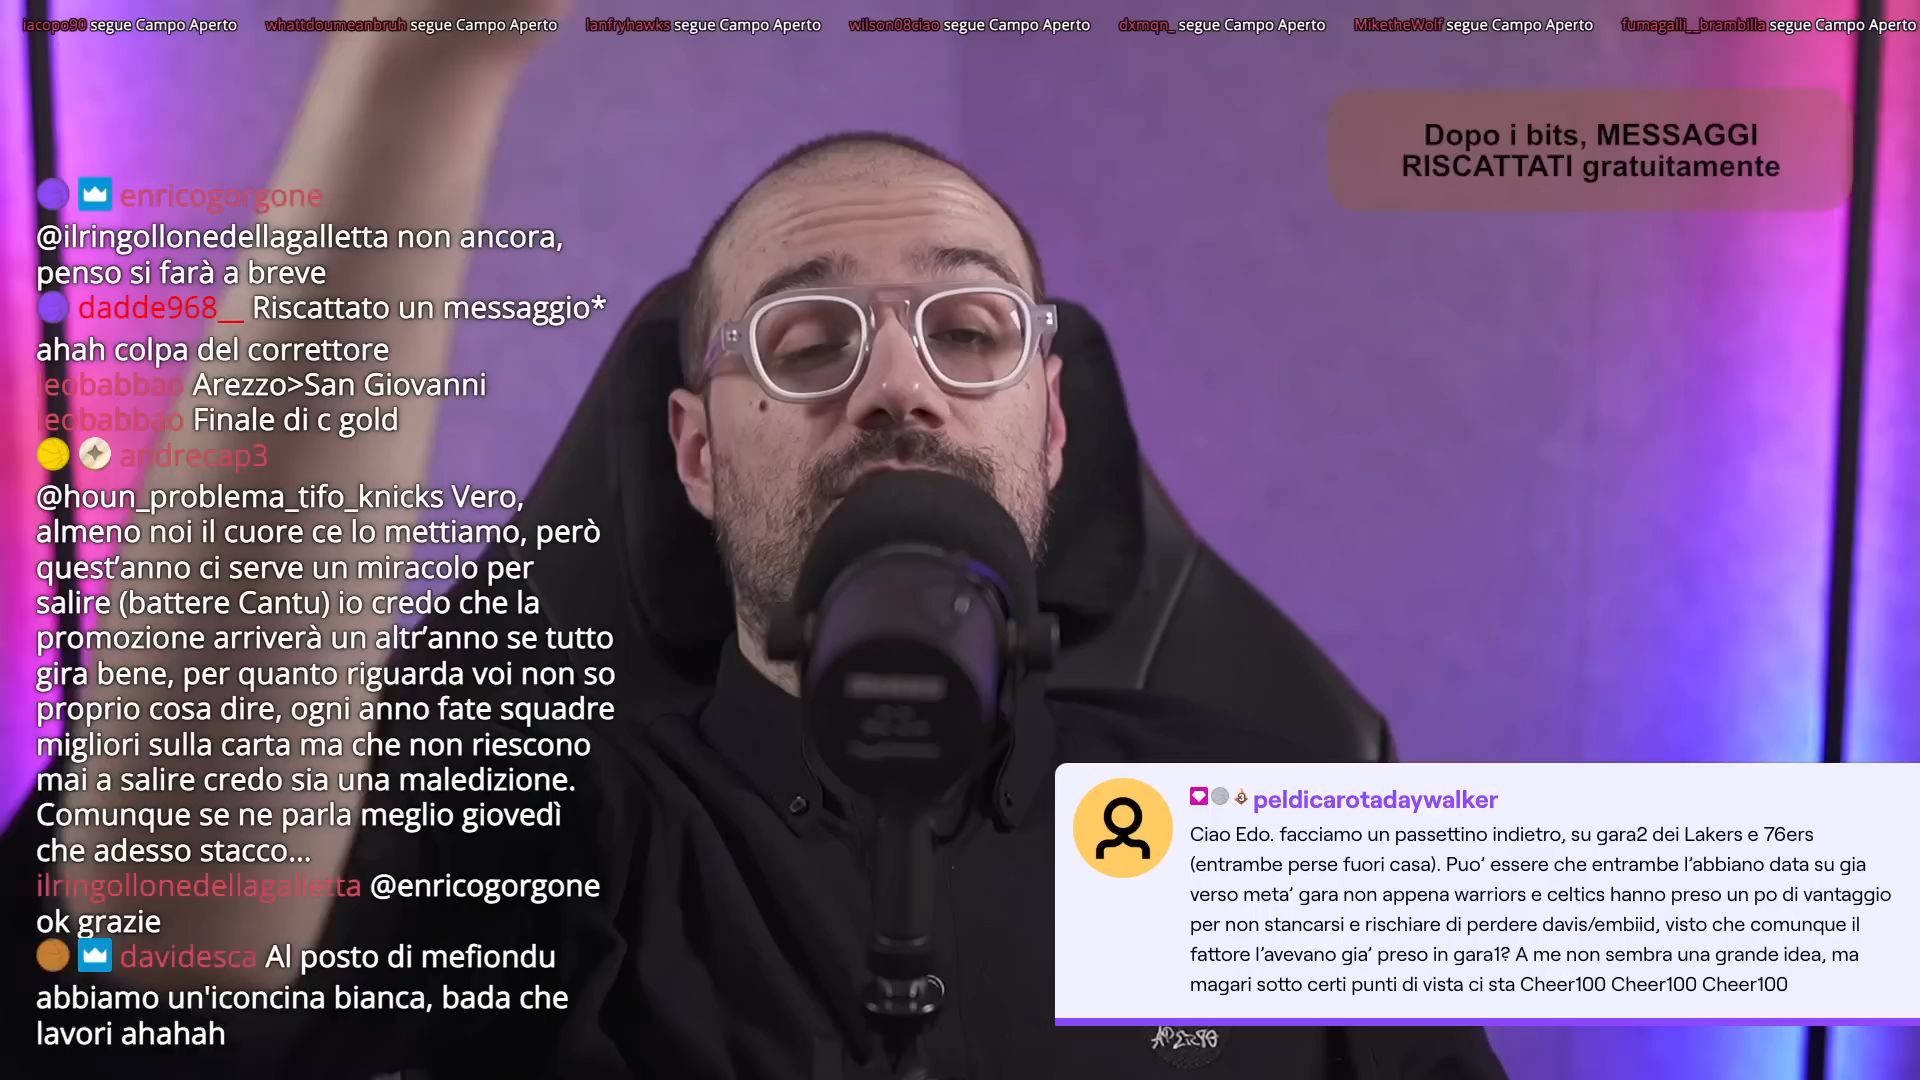 iacopo90 segue Campo Aperto whattdoumeanbruh segue Campo Aperto lanfryhawks segue Campo Aperto wilson08ciao segue Campo Aperto dxmqn_ segue Campo Aperto MiketheWolf segue Campo Aperto fumagalli__brambilla segue Campo Aperto
Dopo i bits, MESSAGGI
RISCATTATI gratuitamente
enricogorgone
@ilringollonedellagalletta non ancora,
penso si farà a breve
dadde968__ Riscattato un messaggio*
ahah colpa del correttore
leobabbao Arezzo>San Giovanni
leobabbao Finale di c gold
andrecap3
@houn_problema_tifo_knicks Vero,
almeno noi il cuore ce lo mettiamo, però
quest'anno ci serve un miracolo per
salire (battere Cantu) io credo che la
promozione arriverà un altr'anno se tutto
gira bene, per quanto riguarda voi non so
proprio cosa dire, ogni anno fate squadre
migliori sulla carta ma che non riescono
mai a salire credo sia una maledizione.
Comunque se ne parla meglio giovedì
che adesso stacco...
ilringollonedellagalletta @enricogorgone
ok grazie
davidesca Al posto di mefiondu
abbiamo un'iconcina bianca, bada che
lavori ahahah
peldicarotadaywalker
Ciao Edo. facciamo un passettino indietro, su gara2 dei Lakers e 76ers
(entrambe perse fuori casa). Puo' essere che entrambe l'abbiano data su gia
verso meta' gara non appena warriors e celtics hanno preso un po di vantaggio
per non stancarsi e rischiare di perdere davis/embiid, visto che comunque il
fattore l'avevano gia' preso in gara1? A me non sembra una grande idea, ma
magari sotto certi punti di vista ci sta Cheer100 Cheer100 Cheer100